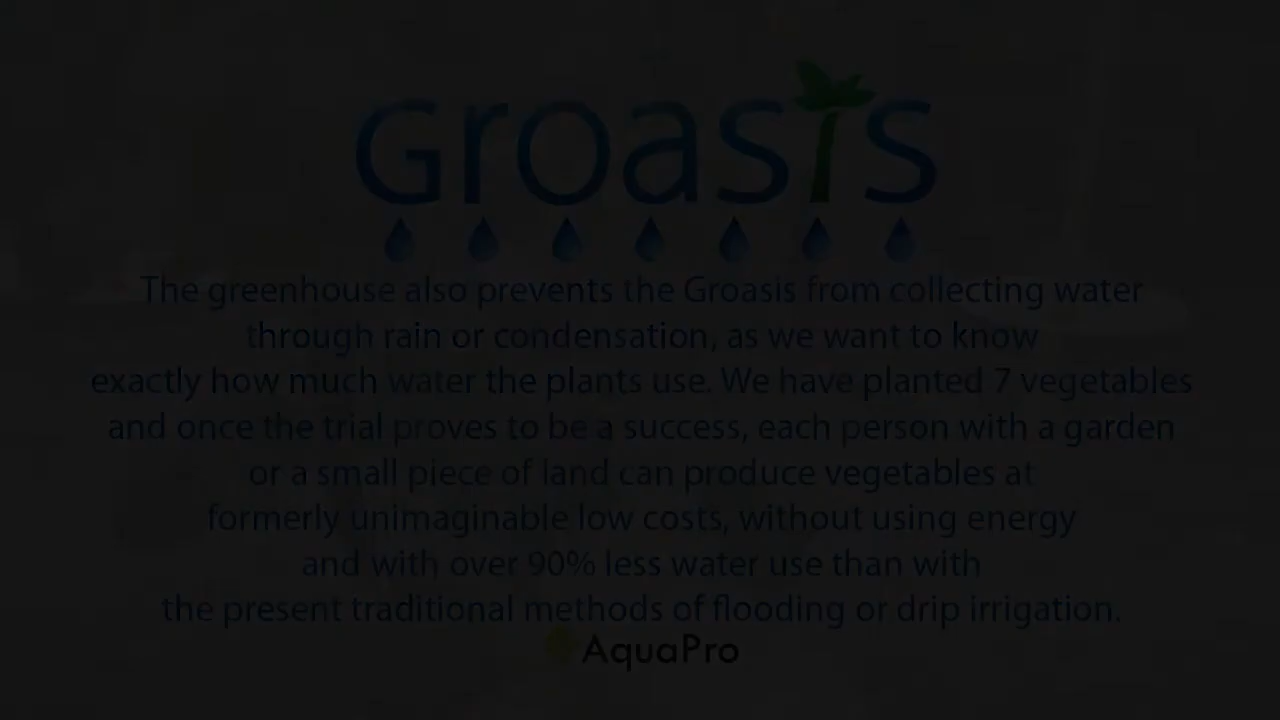 Groasis
The greenhouse also prevents the Groasis from collecting water
through rain or condensation, as we want to know
exactly how much water the plants use. We have planted 7 vegetables
and once the trial proves to be a success, each person with a garden
or a small piece of land can produce vegetables at
formerly unimaginable low costs, without using energy
and with over 90% less water use than with
the present traditional methods of flooding or drip irrigation.
AquaPro